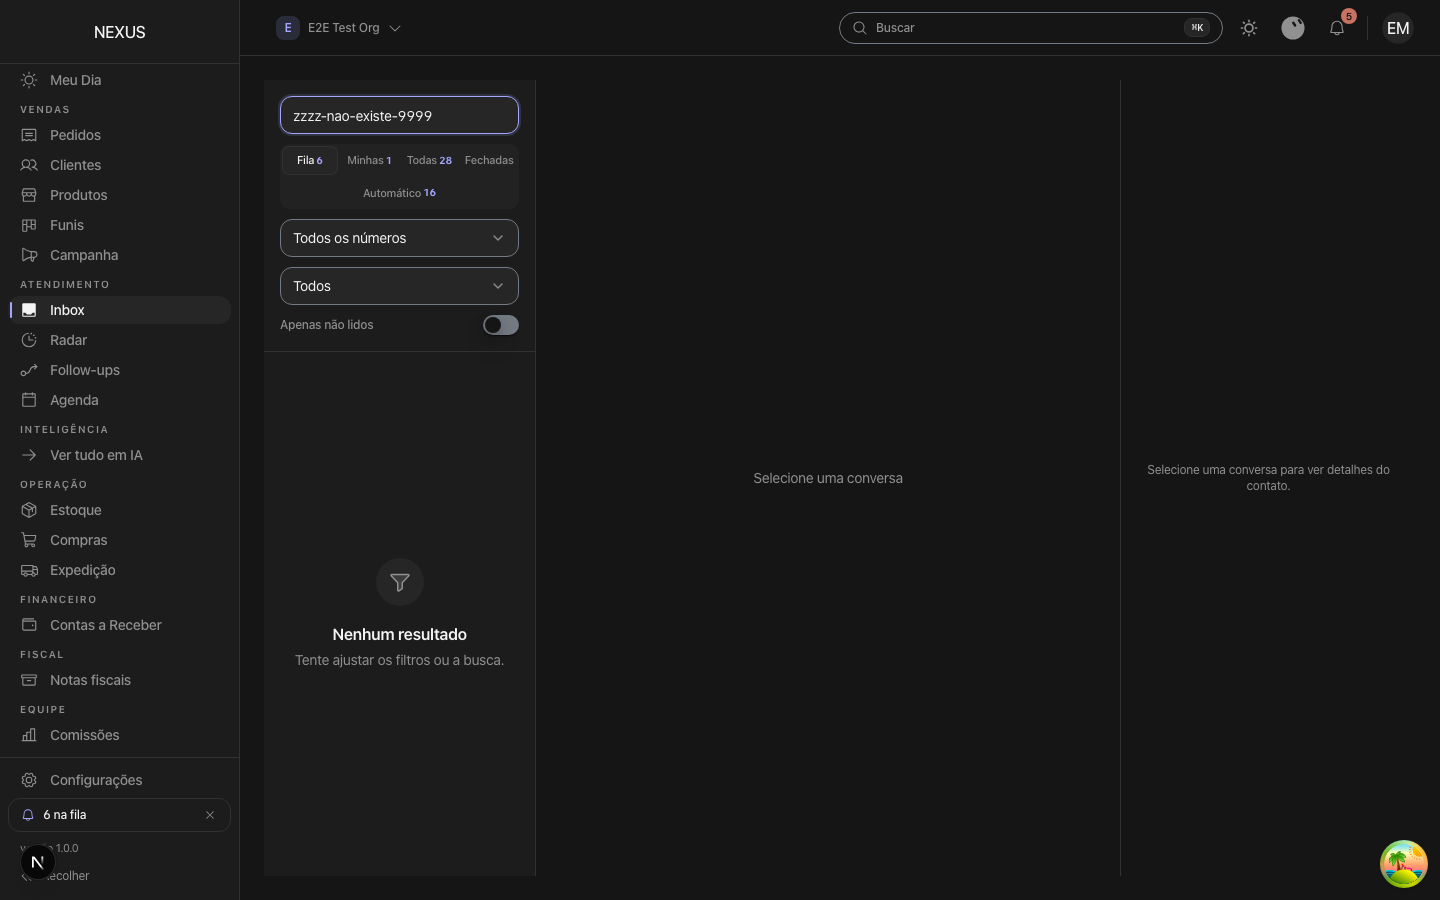 NEXUS
Meu Dia
VENDAS
Pedidos
Clientes
Produtos
Funis
Campanha
ATENDIMENTO
Inbox
Radar
Follow-ups
Agenda
INTELIGÊNCIA
Ver tudo em IA
OPERAÇÃO
Estoque
Compras
Expedição
FINANCEIRO
Contas a Receber
FISCAL
Notas fiscais
EQUIPE
Comissões
Configurações
6 na fila
1.0.0
N
E E2E Test Org
Buscar ⌘K
5
EM
zzzz-nao-existe-9999
Fila 6 Minhas 1 Todas 28 Fechadas
Automático 16
Todos os números
Todos
Apenas não lidos
Nenhum resultado
Tente ajustar os filtros ou a busca.
Selecione uma conversa
Selecione uma conversa para ver detalhes do
contato.